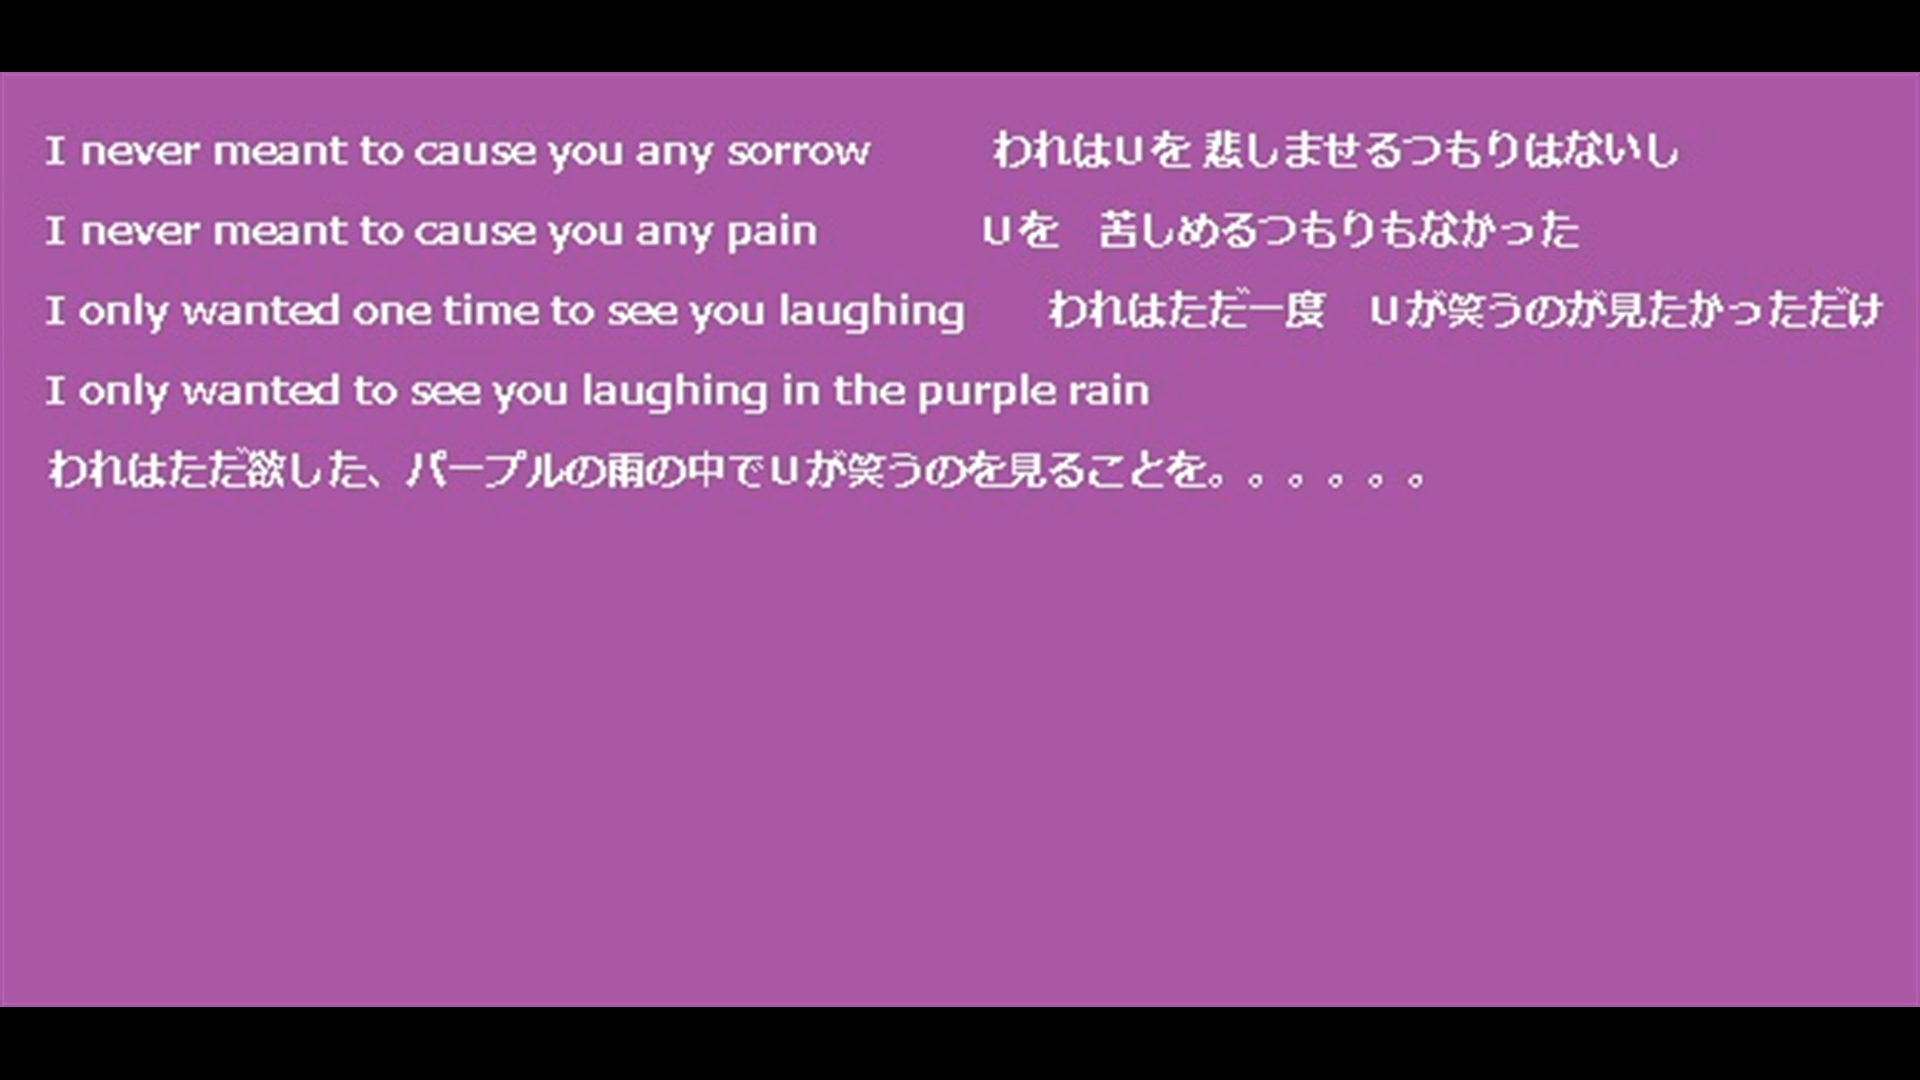 I never meant to cause you any sorrow　　　われはUを 悲しませるつもりはないし
I never meant to cause you any pain　　　　Uを　苦しめるつもりもなかった
I only wanted one time to see you laughing　　われはただ一度　Uが笑うのが見たかっただけ
I only wanted to see you laughing in the purple rain
われはただ欲した、パープルの雨の中でUが笑うのを見ることを。。。。。。